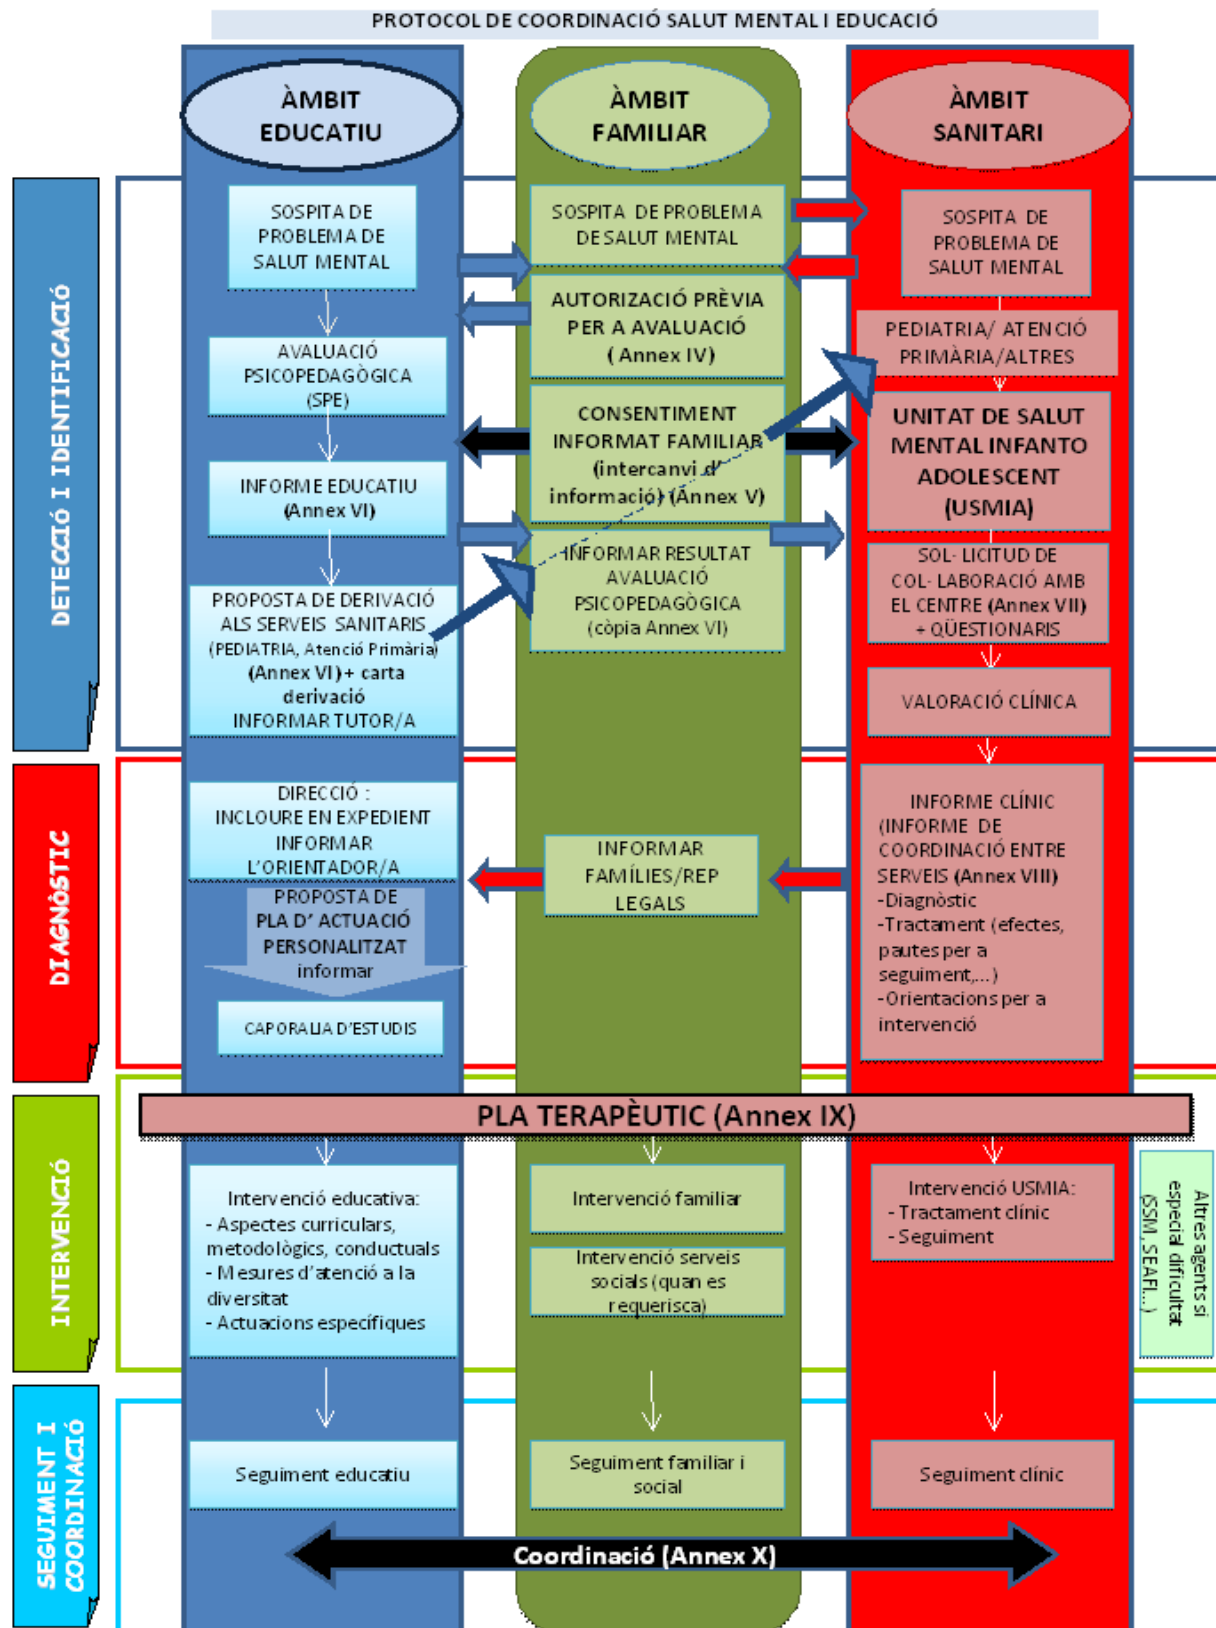 PROTOCOL DE COORDINACIÓ SALUT MENTAL I EDUCACIÓ
ÀMBIT
EDUCATIU
ÀMBIT
FAMILIAR
ÀMBIT
SANITARI
DETECCIÓ I IDENTIFICACIÓ
SOSPITA DE
PROBLEMA DE
SALUT MENTAL
AVALUACIÓ
PSICOPEDAGÒGICA
(SPE)
INFORME EDUCATIU
(Annex VI)
PROPOSTA DE DERIVACIÓ
ALS SERVEIS SANITARIS
(PEDIATRIA, Atenció Primària)
(Annex VI) + carta
derivació
INFORMAR TUTOR/A
SOSPITA DE PROBLEMA
DE SALUT MENTAL
AUTORIZACIÓ PRÈVIA
PER A AVALUACIÓ
( Annex IV)
CONSENTIMENT
INFORMAT FAMILIAR
(intercanvi d'
informació) (Annex V)
INFORMAR RESULTAT
AVALUACIÓ
PSICOPEDAGÒGICA
(còpia Annex VI)
SOSPITA DE
PROBLEMA DE
SALUT MENTAL
PEDIATRIA/ ATENCIÓ
PRIMÀRIA/ALTRES
UNITAT DE SALUT
MENTAL INFANTO
ADOLESCENT
(USMIA)
SOL- LICITUD DE
COL- LABORACIÓ AMB
EL CENTRE (Annex VII)
+ QÜESTIONARIS
VALORACIÓ CLÍNICA
DIAGNÒSTIC
DIRECCIÓ :
INCLOURE EN EXPEDIENT
INFORMAR
L'ORIENTADOR/A
PROPOSTA DE
PLA D' ACTUACIÓ
PERSONALITZAT
informar
CAPORALIA D'ESTUDIS
INFORMAR
FAMÍLIES/REP
LEGALS
INFORME CLÍNIC
(INFORME DE
COORDINACIÓ ENTRE
SERVEIS (Annex VIII)
-Diagnòstic
-Tractament (efectes,
pautes per a
seguiment,...)
-Orientacions per a
intervenció
INTERVENCIÓ
PLA TERAPÈUTIC (Annex IX)
Intervenció educativa:
- Aspectes curriculars,
metodològics, conductuals
- Mesures d'atenció a la
diversitat
- Actuacions específiques
Intervenció familiar
Intervenció serveis
socials (quan es
requerisca)
Intervenció USMIA:
- Tractament clínic
- Seguiment
Altres agents si
especial dificultat
(SSM, SEAFI...)
SEGUIMENT I
COORDINACIÓ
Seguiment educatiu
Seguiment familiar i
social
Seguiment clínic
Coordinació (Annex X)